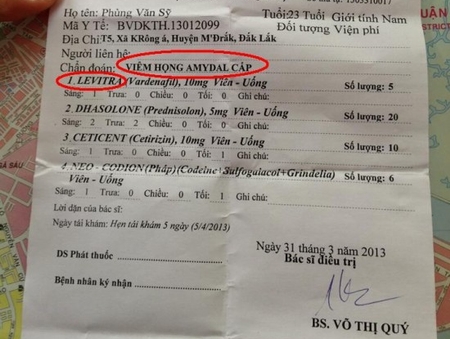 Họ tên: Phùng Văn Sỹ Tuổi:23 Tuổi Giới tính Nam
Mã Y Tế: BVDKTH.13012099 Đối tượng Viện phí
Địa Chỉ T5, Xã KRông á, Huyện M'Đrắk, Đắk Lắk
Người liên hệ:
Chẩn đoán: VIÊM HỌNG AMYDAL CẤP
1 LEVITRA (Vardenafil), 10mg Viên - Uống Số lượng: 5
Sáng: 1 Trưa: 0 Chiều: 0 Tối: 0 Ghi chú:
2 DHASOLONE (Prednisolon), 5mg Viên - Uống Số lượng: 20
Sáng: 2 Trưa: 2 Chiều: 0 Tối: 0 Ghi chú:
3 CETICENT (Cetirizin), 10mg Viên - Uống Số lượng: 10
Sáng: 1 Trưa: 0 Chiều: 0 Tối: 1 Ghi chú:
4 NEO - CODION (Pháp) (Codeine+Sulfogaiacol+Grindelia) Số lượng: 6
Viên - Uống
Sáng: 1 Trưa: 0 Chiều: 0 Tối: 1 Ghi chú:
Lời dặn của bác sĩ:
Ngày tái khám: Hẹn tái khám 5 ngày (5/4/2013)
Ngày 31 tháng 3 năm 2013
DS Phát thuốc Bác sĩ điều trị
Bệnh nhân ký nhận
BS. VÕ THỊ QUÝ